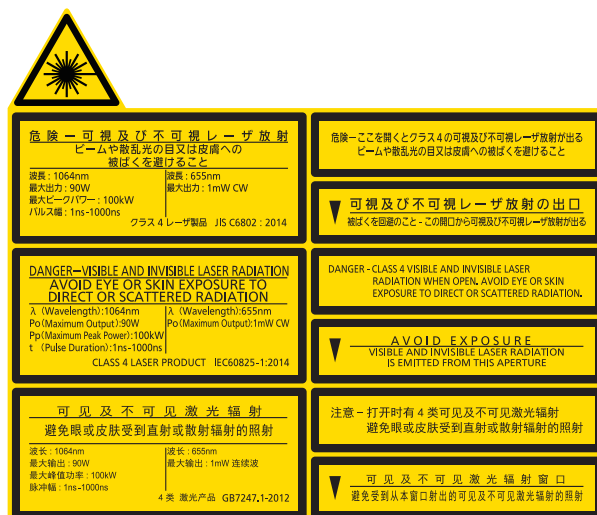 危険ー可視及び不可視レーザ放射
ビームや散乱光の目又は皮膚への
被ばくを避けること
波長：1064nm
最大出力：90W
最大ピークパワー：100kW
パルス幅：1ns-1000ns
波長：655nm
最大出力：1mW CW
クラス 4 レーザ製品 JIS C6802：2014
危険ーここを開くとクラス 4 の可視及び不可視レーザ放射が出る
ビームや散乱光の目又は皮膚への被ばくを避けること
可視及び不可視レーザ放射の出口
被ばくを回避のこと - この開口から可視及び不可視レーザ放射が出る
DANGER—VISIBLE AND INVISIBLE LASER RADIATION
AVOID EYE OR SKIN EXPOSURE TO
DIRECT OR SCATTERED RADIATION
λ (Wavelength):1064nm
Po(Maximum Output):90W
Pp(Maximum Peak Power):100kW
t (Pulse Duration):1ns-1000ns
λ (Wavelength):655nm
Po(Maximum Output):1mW CW
CLASS 4 LASER PRODUCT IEC60825-1:2014
DANGER - CLASS 4 VISIBLE AND INVISIBLE LASER
RADIATION WHEN OPEN. AVOID EYE OR SKIN
EXPOSURE TO DIRECT OR SCATTERED RADIATION.
AVOID EXPOSURE
VISIBLE AND INVISIBLE LASER RADIATION
IS EMITTED FROM THIS APERTURE
可见及不可见激光辐射
避免眼或皮肤受到直射或散射辐射的照射
波长：1064nm
最大输出：90W
最大峰值功率：100kW
脉冲幅：1ns-1000ns
波长：655nm
最大输出：1mW 连续波
4 类 激光产品 GB7247.1-2012
注意 - 打开时有 4 类可见及不可见激光辐射
避免眼或皮肤受到直射或散射辐射的照射
可见及不可见激光辐射窗口
避免受到从本窗口射出的可见及不可见激光辐射的照射